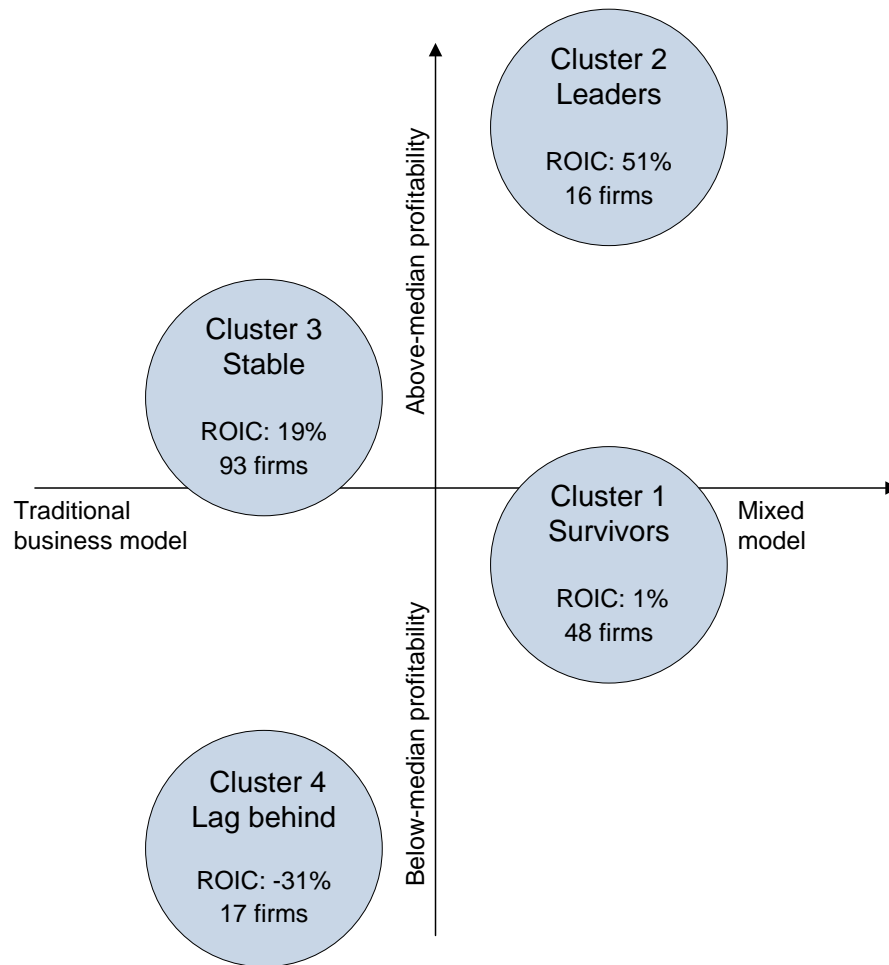 Cluster 2
Leaders
ROIC: 51%
16 firms
Above-median profitability
Cluster 3
Stable
ROIC: 19%
93 firms
Traditional
business model
Cluster 1
Survivors
ROIC: 1%
48 firms
Mixed
model
Below-median profitability
Cluster 4
Lag behind
ROIC: -31%
17 firms